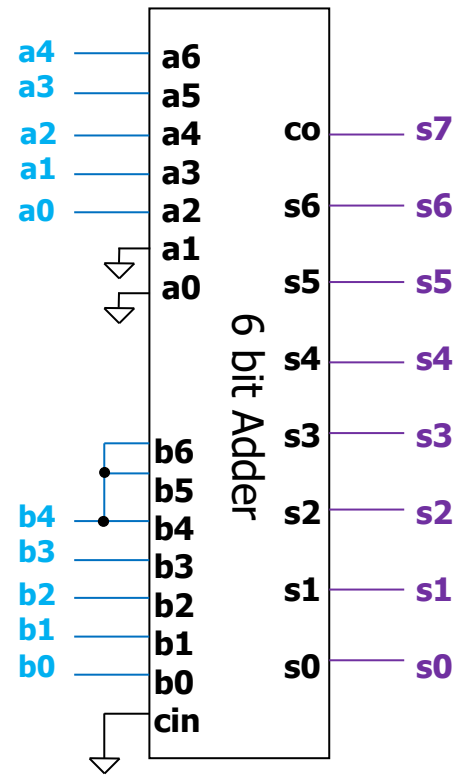 a4 a6
a3 a5
a2 a4 co s7
a1 a3
a0 a2 s6 s6
a1
a0 s5 s5
6 bit Adder
s4 s4
b6 s3 s3
b5
b4 b4 s2 s2
b3 b3
b2 b2 s1 s1
b1 b1
b0 b0 s0 s0
cin